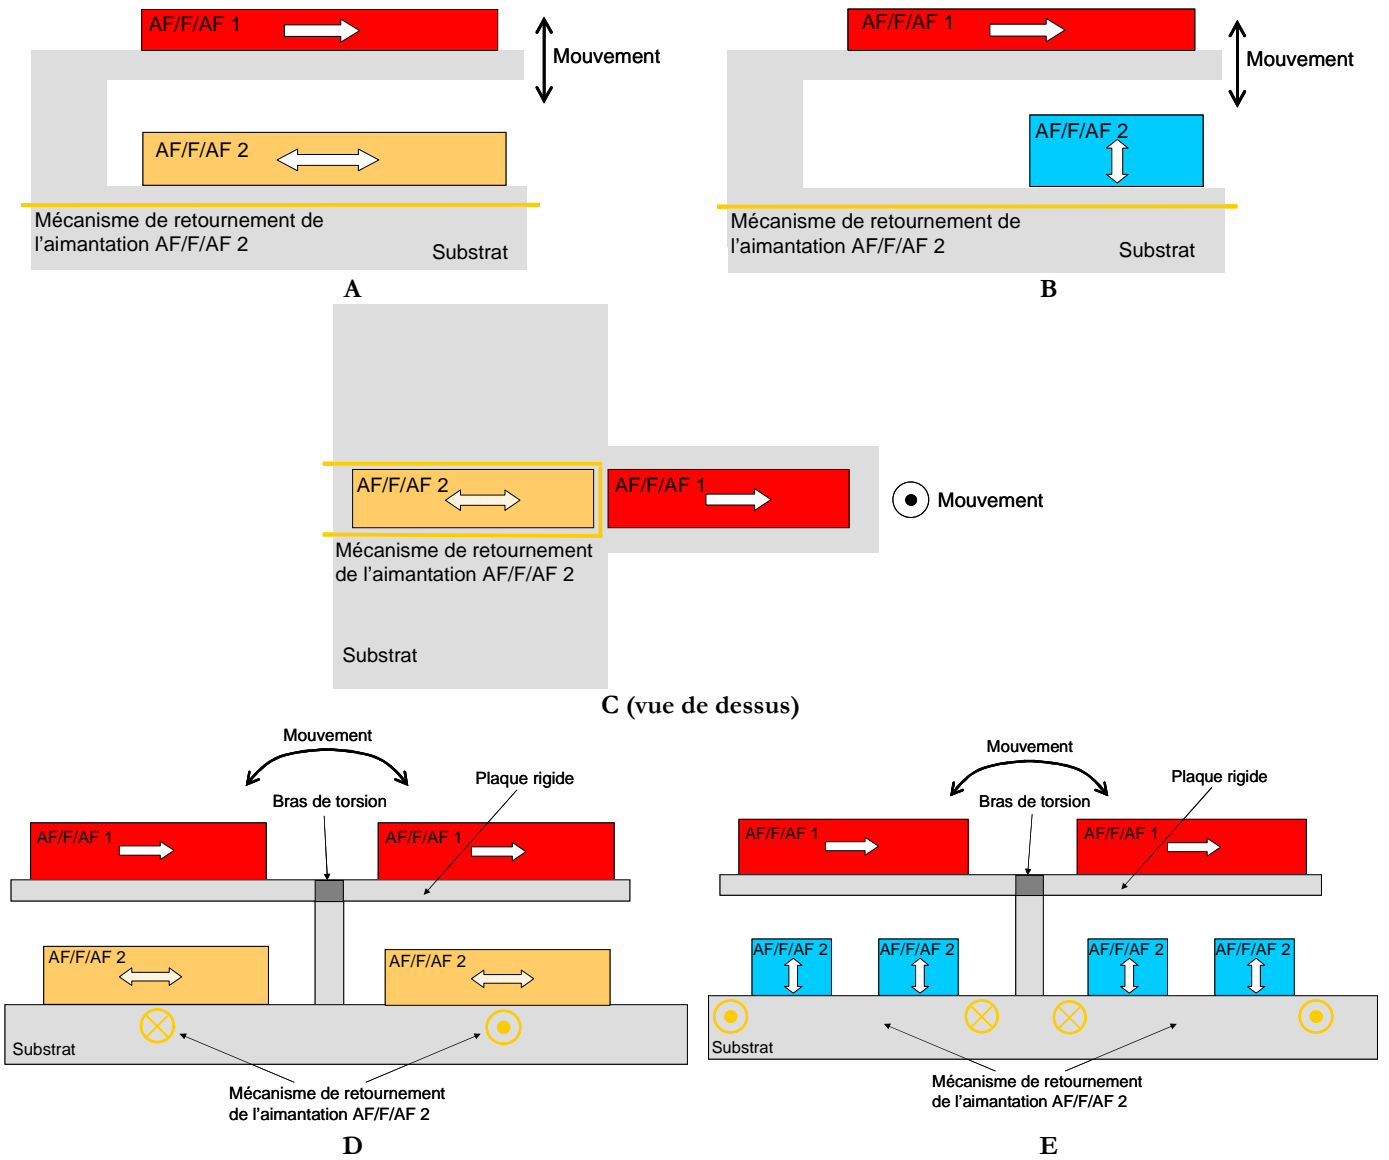 AF/F/AF 1
Mouvement
AF/F/AF 2
Mécanisme de retournement de
l'aimantation AF/F/AF 2
Substrat
A
AF/F/AF 1
Mouvement
AF/F/AF 2
Mécanisme de retournement de
l'aimantation AF/F/AF 2
Substrat
B
AF/F/AF 2
AF/F/AF 1
Mouvement
Mécanisme de retournement
de l'aimantation AF/F/AF 2
Substrat
C (vue de dessus)
Mouvement
Plaque rigide
Bras de torsion
AF/F/AF 1
AF/F/AF 1
AF/F/AF 2
AF/F/AF 2
Substrat
Mécanisme de retournement
de l'aimantation AF/F/AF 2
D
Mouvement
Plaque rigide
Bras de torsion
AF/F/AF 1
AF/F/AF 1
AF/F/AF 2
AF/F/AF 2
AF/F/AF 2
AF/F/AF 2
Substrat
Mécanisme de retournement
de l'aimantation AF/F/AF 2
E